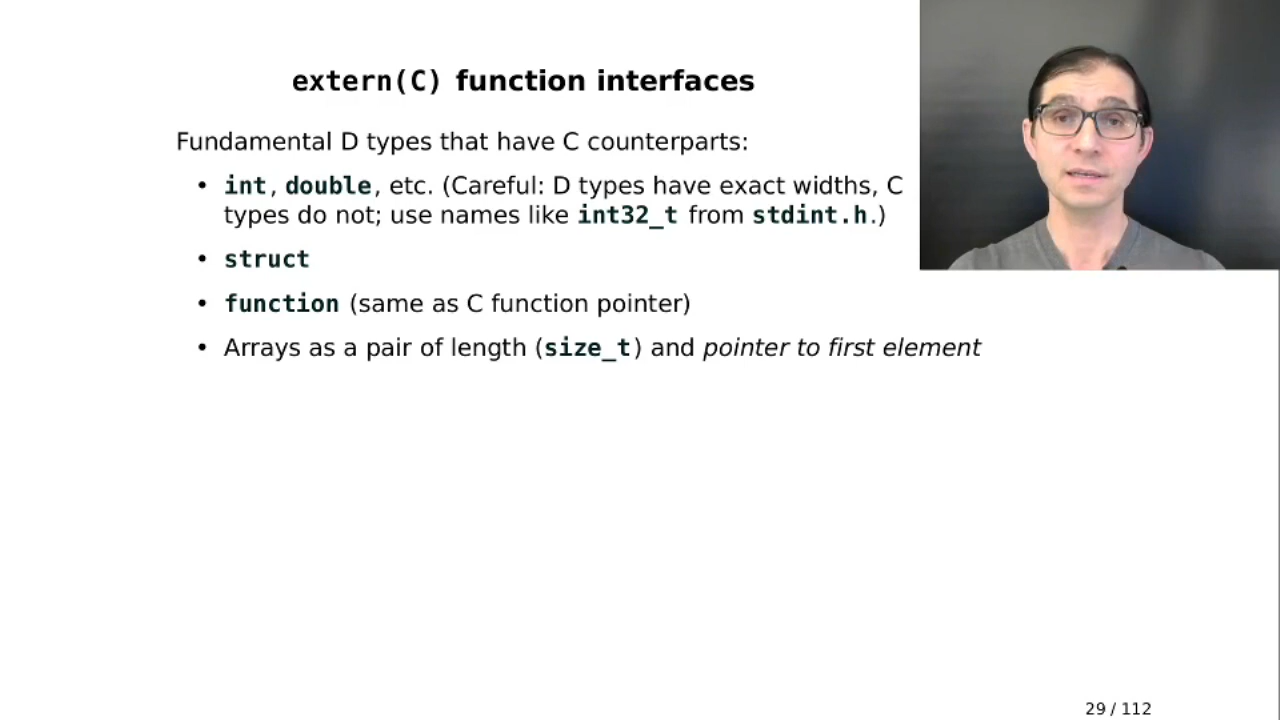 extern(C) function interfaces
Fundamental D types that have C counterparts:
• int, double, etc. (Careful: D types have exact widths, C
types do not; use names like int32_t from stdint.h.)
• struct
• function (same as C function pointer)
• Arrays as a pair of length (size_t) and pointer to first element
29 / 112